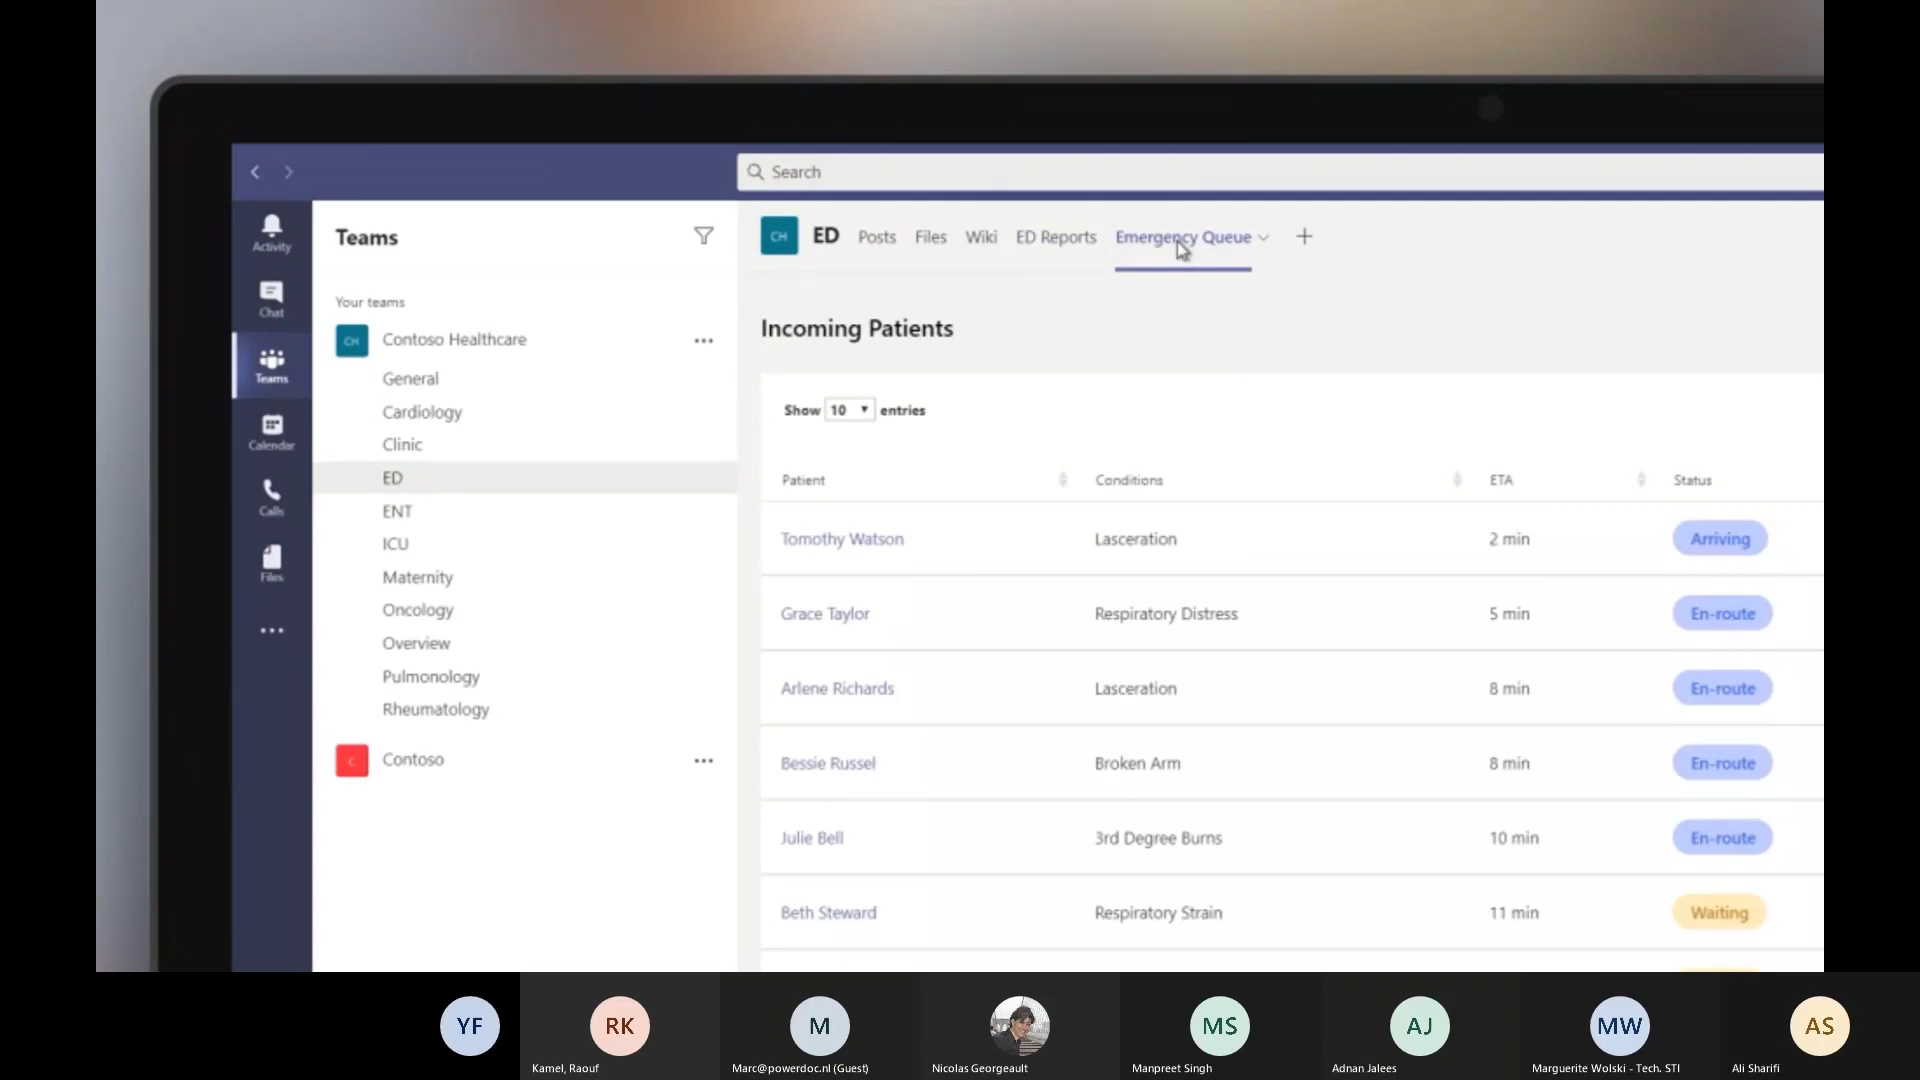 Search
Activity
Chat
Teams
Calendar
Calls
Files
Teams
Your teams
CH Contoso Healthcare
General
Cardiology
Clinic
ED
ENT
ICU
Maternity
Oncology
Overview
Pulmonology
Rheumatology
C Contoso
CH ED Posts Files Wiki ED Reports Emergency Queue
Incoming Patients
Show 10 entries
Patient Conditions ETA Status
Tomothy Watson Lasceration 2 min Arriving
Grace Taylor Respiratory Distress 5 min En-route
Arlene Richards Lasceration 8 min En-route
Bessie Russel Broken Arm 8 min En-route
Julie Bell 3rd Degree Burns 10 min En-route
Beth Steward Respiratory Strain 11 min Waiting
YF RK M MS AJ MW AS
Kamel, Raouf Marc@powerdoc.nl (Guest) Nicolas Georgeault Manpreet Singh Adnan Jalees Marguerite Wolski - Tech. STI Ali Sharifi